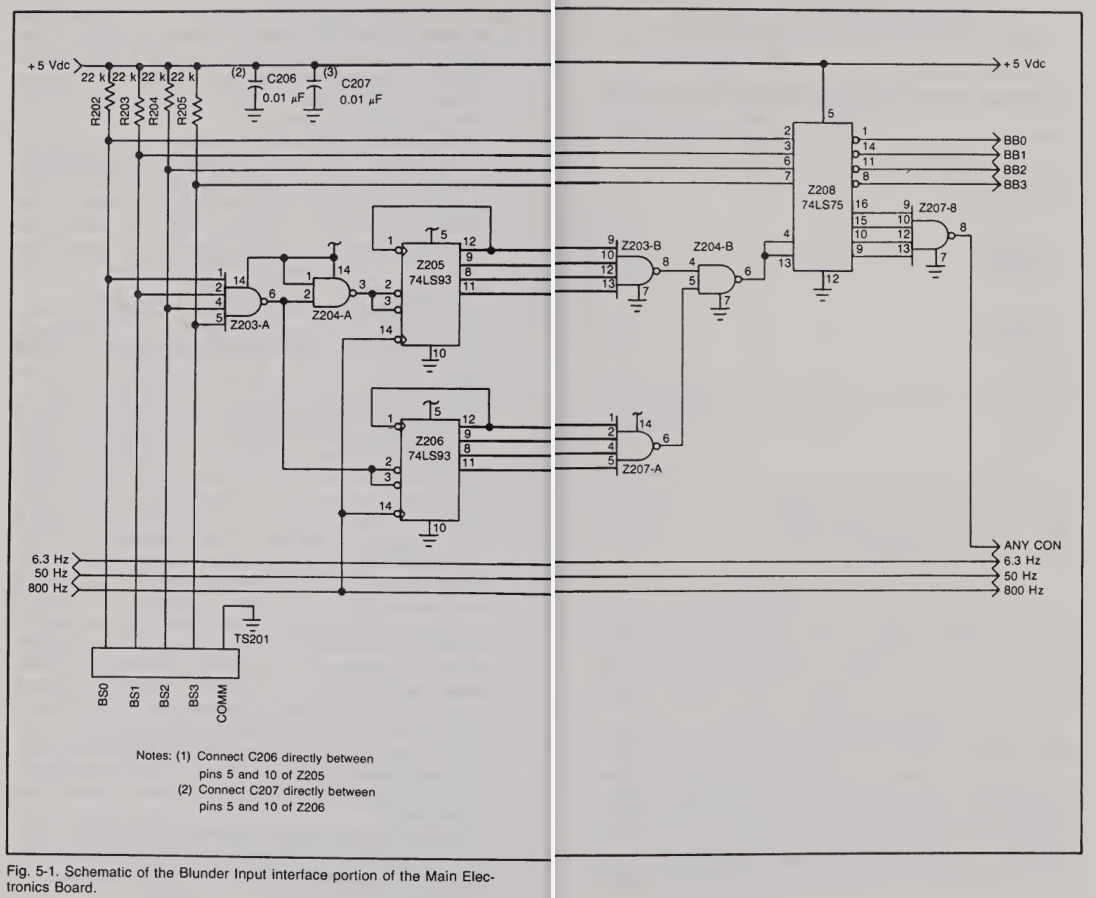 +5 Vdc
22 k 22 k 22 k 22 k
R202
R203
R204
R205
(2) C206
0.01 µF
(3) C207
0.01 µF
5
+5 Vdc
2
3
6
7
Z208
74LS75
1
14
11
8
BB0
BB1
BB2
BB3
4
13
16
15
10
9
12
Z207-8
9
10
12
13
8
7
1
2
4
5
14
6
Z203-A
1
2
14
3
Z204-A
1
5
12
9
8
11
Z205
74LS93
2
3
14
10
9
10
12
13
Z203-B
8
7
Z204-B
4
5
6
7
1
5
12
9
8
11
Z206
74LS93
2
3
14
10
1
2
4
5
14
6
Z207-A
6.3 Hz
50 Hz
800 Hz
ANY CON
6.3 Hz
50 Hz
800 Hz
TS201
BS0
BS1
BS2
BS3
COMM
Notes: (1) Connect C206 directly between
pins 5 and 10 of Z205
(2) Connect C207 directly between
pins 5 and 10 of Z206
Fig. 5-1. Schematic of the Blunder Input interface portion of the Main Elec-
tronics Board.